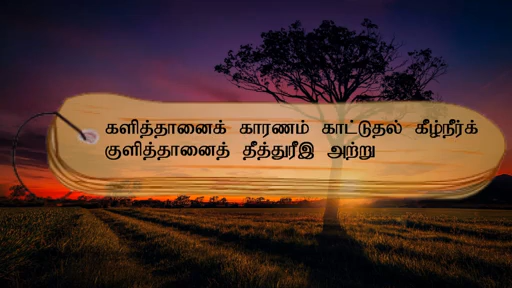 களித்தானைக் காரணம் காட்டுதல் கீழ்நீர்க்
குளித்தானைத் தீத்துரீஇ அற்று